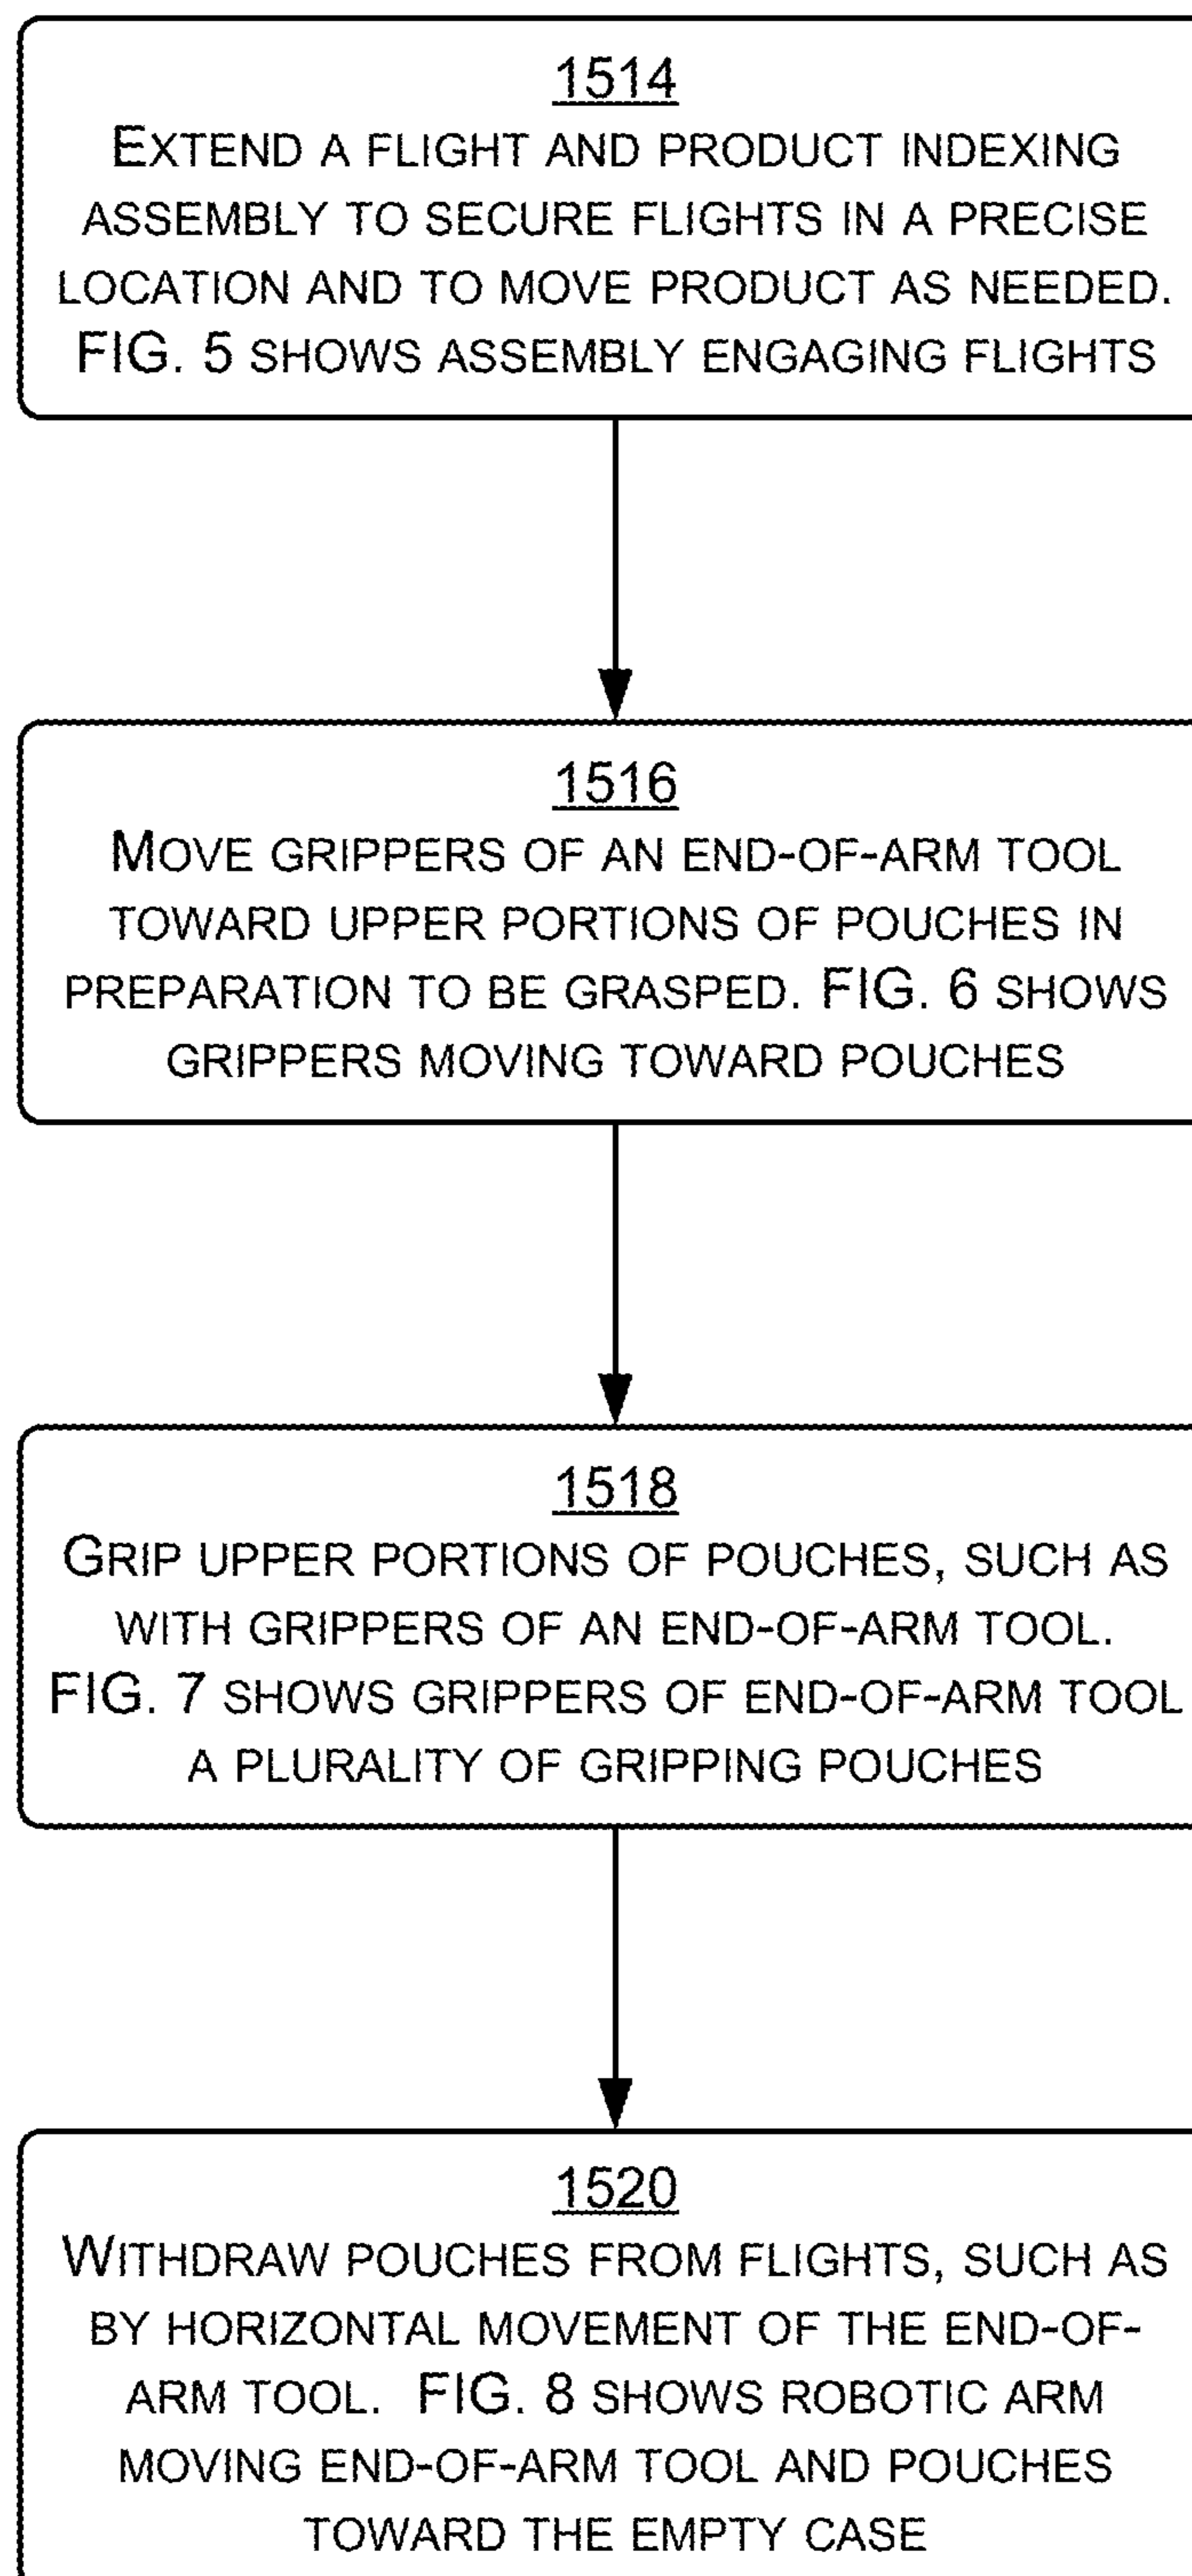 1514
EXTEND A FLIGHT AND PRODUCT INDEXING
ASSEMBLY TO SECURE FLIGHTS IN A PRECISE
LOCATION AND TO MOVE PRODUCT AS NEEDED.
FIG. 5 SHOWS ASSEMBLY ENGAGING FLIGHTS
1516
MOVE GRIPPERS OF AN END-OF-ARM TOOL
TOWARD UPPER PORTIONS OF POUCHES IN
PREPARATION TO BE GRASPED. FIG. 6 SHOWS
GRIPPERS MOVING TOWARD POUCHES
1518
GRIP UPPER PORTIONS OF POUCHES, SUCH AS
WITH GRIPPERS OF AN END-OF-ARM TOOL.
FIG. 7 SHOWS GRIPPERS OF END-OF-ARM TOOL
A PLURALITY OF GRIPPING POUCHES
1520
WITHDRAW POUCHES FROM FLIGHTS, SUCH AS
BY HORIZONTAL MOVEMENT OF THE END-OF-
ARM TOOL. FIG. 8 SHOWS ROBOTIC ARM
MOVING END-OF-ARM TOOL AND POUCHES
TOWARD THE EMPTY CASE